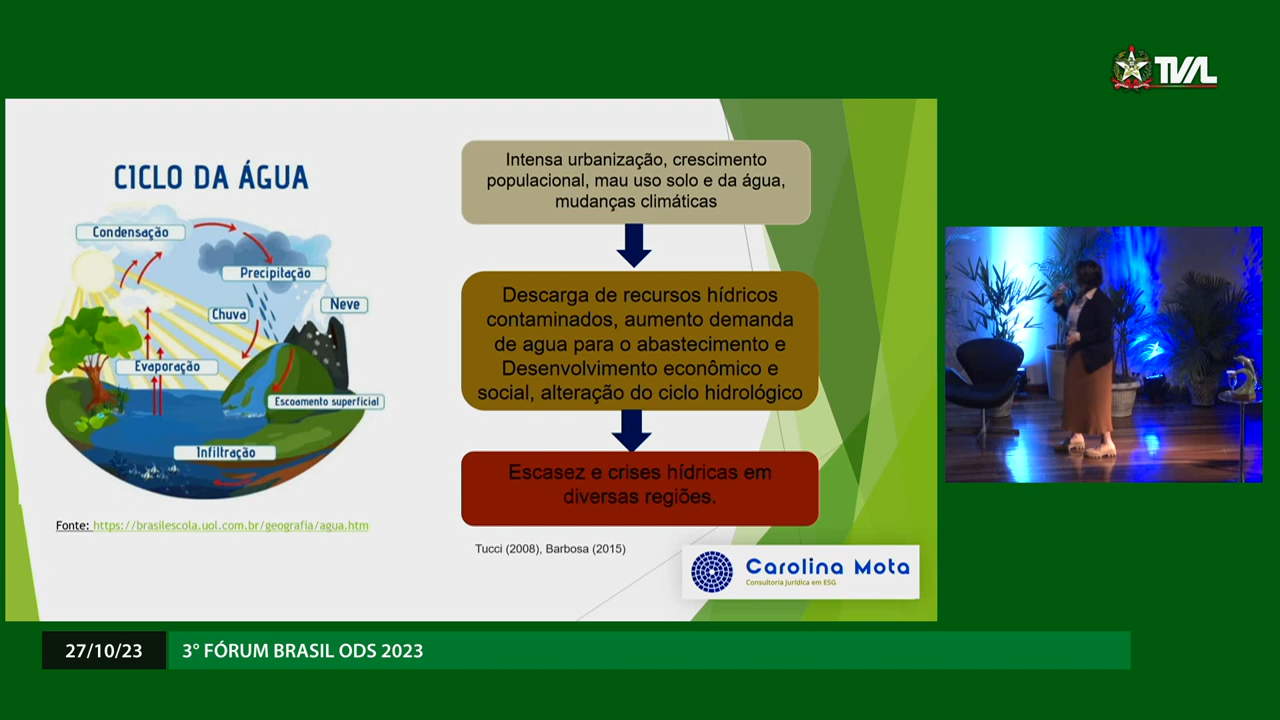 TVAL
CICLO DA ÁGUA
Condensação
Precipitação
Neve
Chuva
Evaporação
Escoamento superficial
Infiltração
Fonte: https://brasilescola.uol.com.br/geografia/agua.htm
Intensa urbanização, crescimento
populacional, mau uso solo e da água,
mudanças climáticas
Descarga de recursos hídricos
contaminados, aumento demanda
de agua para o abastecimento e
Desenvolvimento econômico e
social, alteração do ciclo hidrológico
Escasez e crises hídricas em
diversas regiões.
Tucci (2008), Barbosa (2015)
Carolina Mota
Consultoria Jurídica em ESG
27/10/23
3° FÓRUM BRASIL ODS 2023